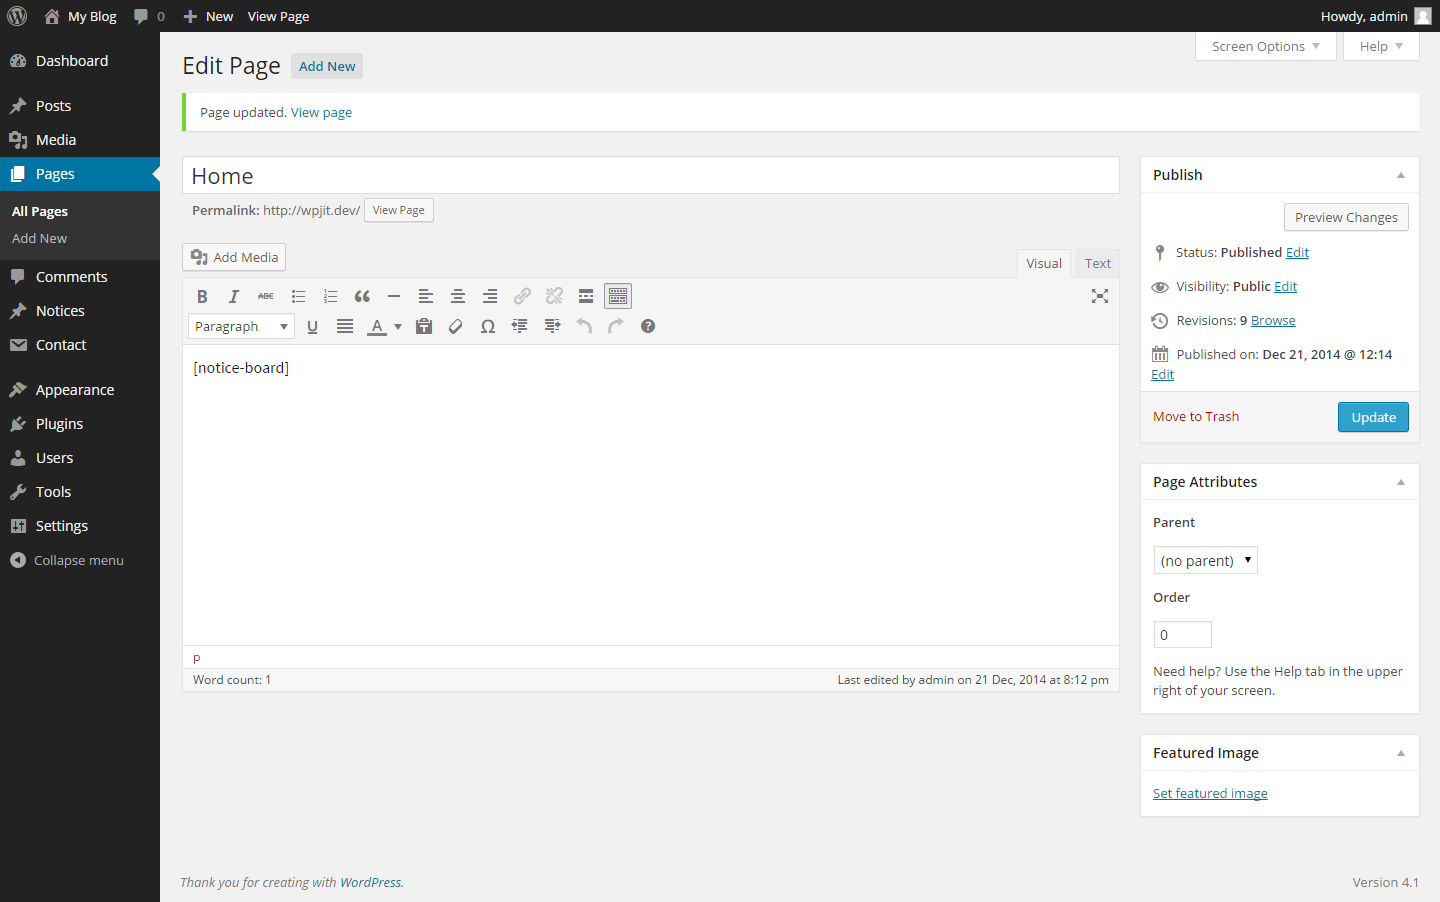 My Blog 0 New View Page Howdy, admin
Dashboard
Posts
Media
Pages
All Pages
Add New
Comments
Notices
Contact
Appearance
Plugins
Users
Tools
Settings
Collapse menu
Screen Options Help
Edit Page Add New
Page updated. View page
Home
Permalink: http://wpjit.dev/ View Page
Add Media
Visual Text
B I ABC
Paragraph U A Ω ?
[notice-board]
p
Word count: 1 Last edited by admin on 21 Dec, 2014 at 8:12 pm
Publish
Preview Changes
Status: Published Edit
Visibility: Public Edit
Revisions: 9 Browse
Published on: Dec 21, 2014 @ 12:14
Edit
Move to Trash Update
Page Attributes
Parent
(no parent)
Order
0
Need help? Use the Help tab in the upper
right of your screen.
Featured Image
Set featured image
Thank you for creating with WordPress. Version 4.1